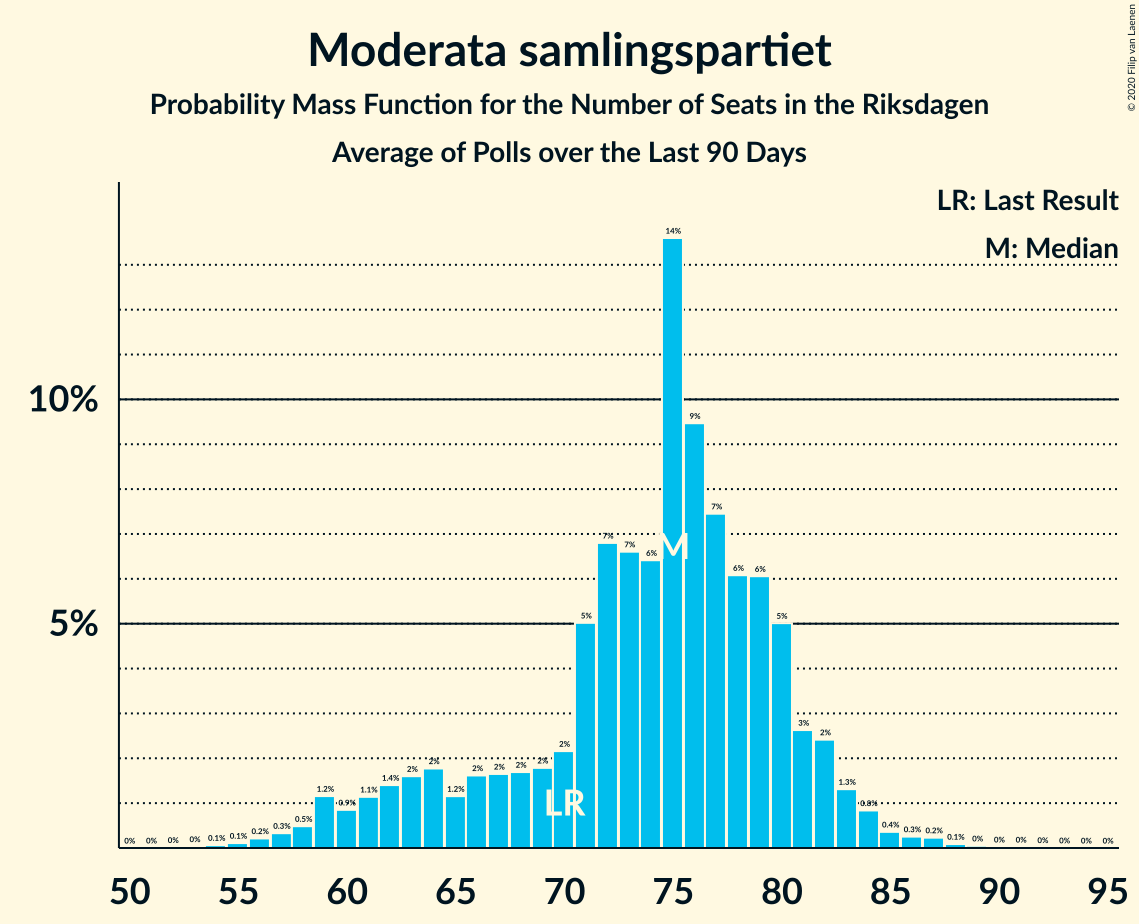 Moderata samlingspartiet
Probability Mass Function for the Number of Seats in the Riksdagen
Average of Polls over the Last 90 Days
© 2020 Filip van Laenen
LR: Last Result
M: Median
10%
5%
0% 0% 0% 0% 0.1% 0.1% 0.2% 0.3% 0.5% 1.2% 0.9% 1.1% 1.4% 2% 2% 1.2% 2% 2% 2% 2% 2% 5% 7% 7% 6% 14% 9% 7% 6% 6% 5% 3% 2% 1.3% 0.8% 0.4% 0.3% 0.2% 0.1% 0% 0% 0% 0% 0% 0% 0%
M
LR
50 55 60 65 70 75 80 85 90 95